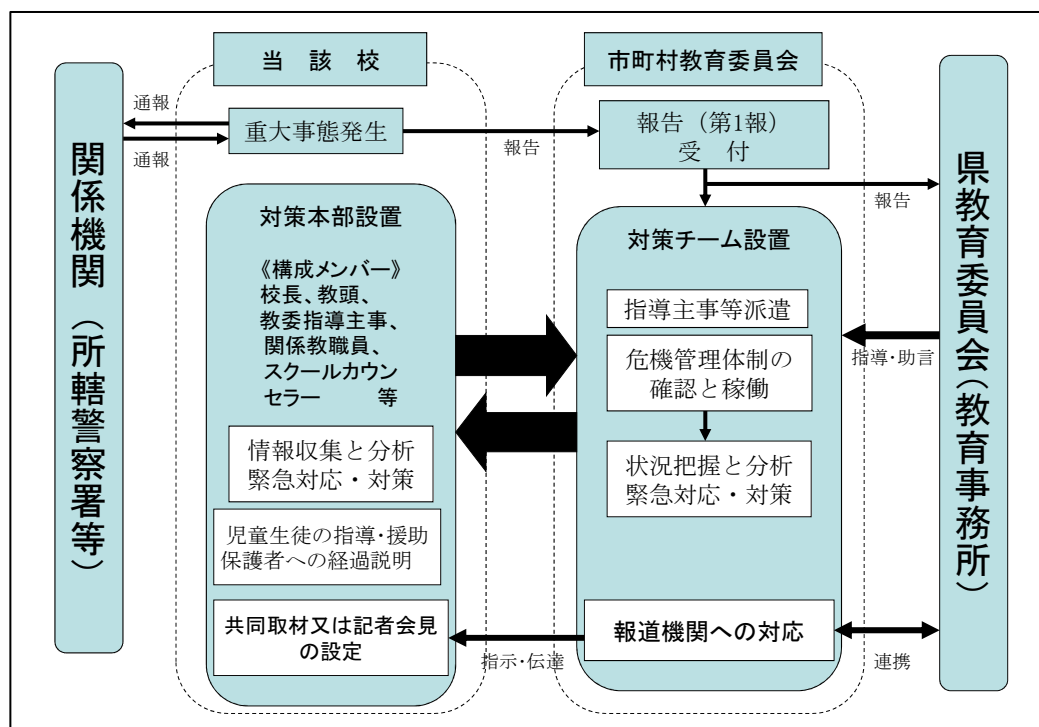 当 該 校
市町村教育委員会
関係機関（所轄警察署等）
通報
通報
重大事態発生
報告
報告（第1報）
受 付
報告
県教育委員会（教育事務所）
対策本部設置
《構成メンバー》
校長、教頭、
教委指導主事、
関係教職員、
スクールカウン
セラー 等
情報収集と分析
緊急対応・対策
児童生徒の指導・援助
保護者への経過説明
共同取材又は記者会見
の設定
対策チーム設置
指導主事等派遣
危機管理体制の
確認と稼働
状況把握と分析
緊急対応・対策
報道機関への対応
指導・助言
指示・伝達
連携